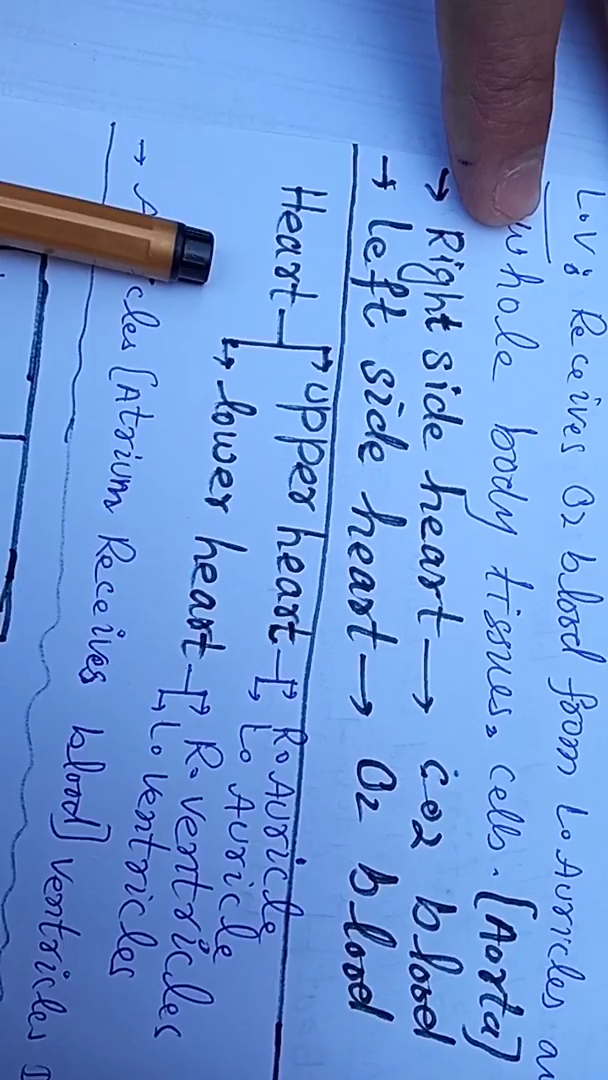 L.V: Receives O2 blood from L.Auricles an
whole body tissues, cells. [Aorta]
→ Right side heart → CO2 blood
→ left side heart → O2 blood
Heart → upper heart → R.Auricle
L. Auricle
→ lower heart → R.ventricles
L.ventricles
→ cles [Atrium Receives blood] ventricles